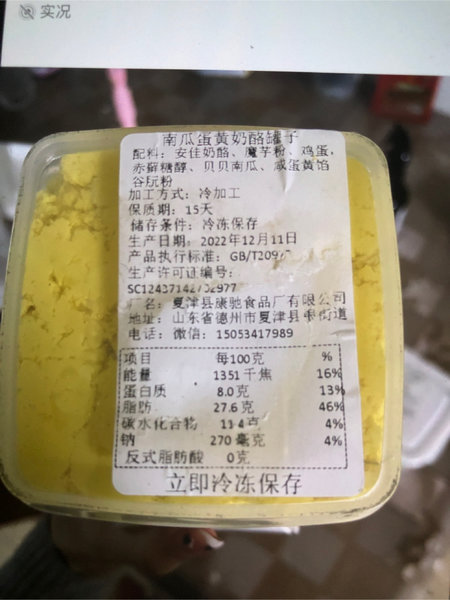 实况
南瓜蛋黄奶酪罐子
配料：安佳奶酪、魔芋粉、鸡蛋、
赤藓糖醇、贝贝南瓜、咸蛋黄馅
谷朊粉
加工方式：冷加工
保质期：15天
储存条件：冷冻保存
生产日期：2022年12月11日
产品执行标准：GB/T2097
生产许可证编号：
SC12437142702977
厂名：夏津县康驰食品厂有限公司
地址：山东省德州市夏津县银街道
电话：微信：15053417989
项目 每100克 %
能量 1351千焦 16%
蛋白质 8.0克 13%
脂肪 27.6克 46%
碳水化合物 11.4克 4%
钠 270毫克 4%
反式脂肪酸 0克
立即冷冻保存